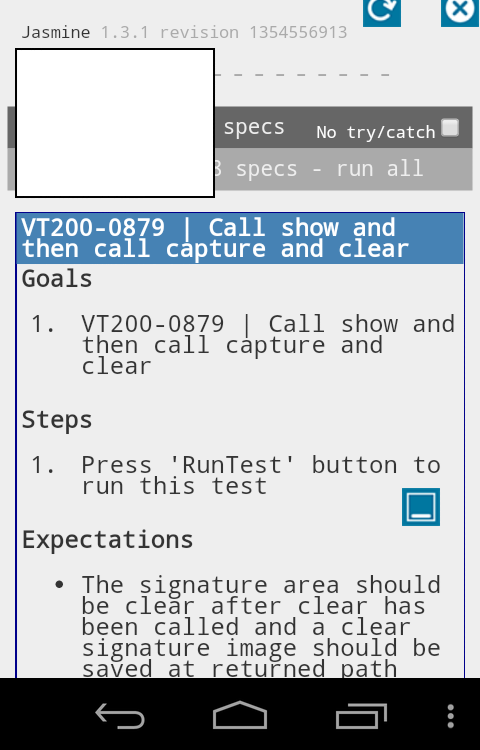 Jasmine 1.3.1 revision 1354556913
specs No try/catch
specs - run all
VT200-0879 | Call show and
then call capture and clear
Goals
1. VT200-0879 | Call show and
then call capture and
clear
Steps
1. Press 'RunTest' button to
run this test
Expectations
• The signature area should
be clear after clear has
been called and a clear
signature image should be
saved at returned path